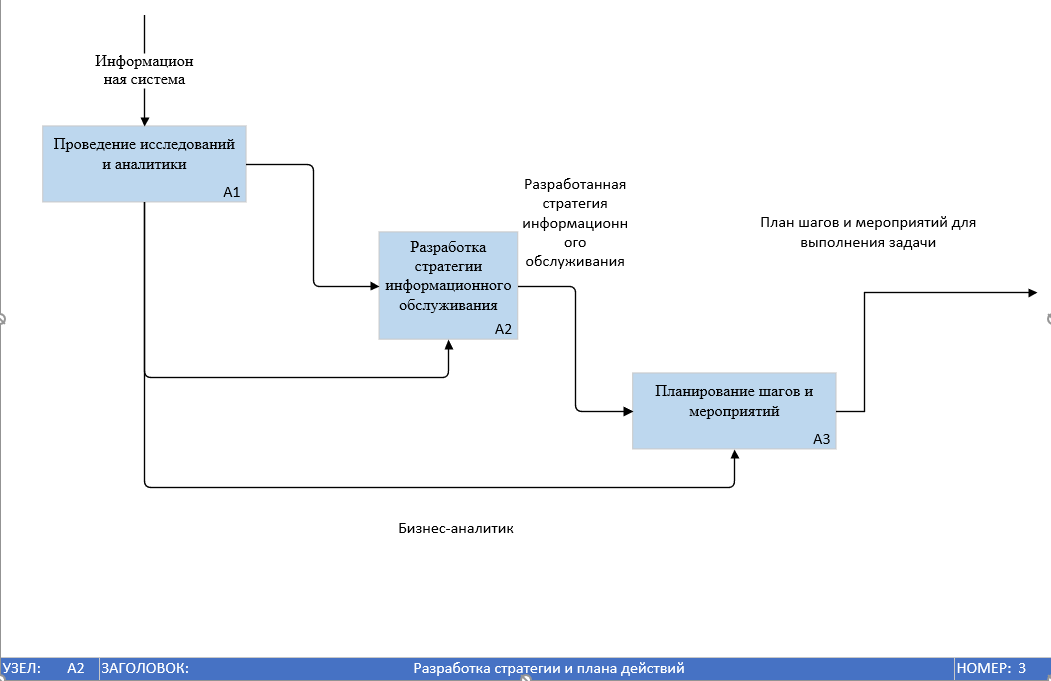 Информацион
ная система
Проведение исследований
и аналитики
A1
Разработанная
стратегия
информационн
ого
обслуживания
План шагов и мероприятий для
выполнения задачи
Разработка
стратегии
информационного
обслуживания
A2
Планирование шагов и
мероприятий
A3
Бизнес-аналитик
УЗЕЛ: A2 ЗАГОЛОВОК: Разработка стратегии и плана действий НОМЕР: 3